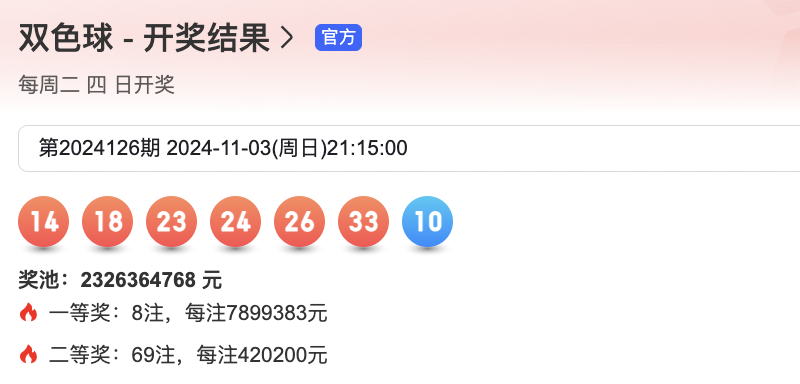 双色球 - 开奖结果 >
官方
每周二 四 日开奖
第2024126期 2024-11-03(周日)21:15:00
14 18 23 24 26 33 10
奖池：2326364768 元
一等奖：8注，每注7899383元
二等奖：69注，每注420200元